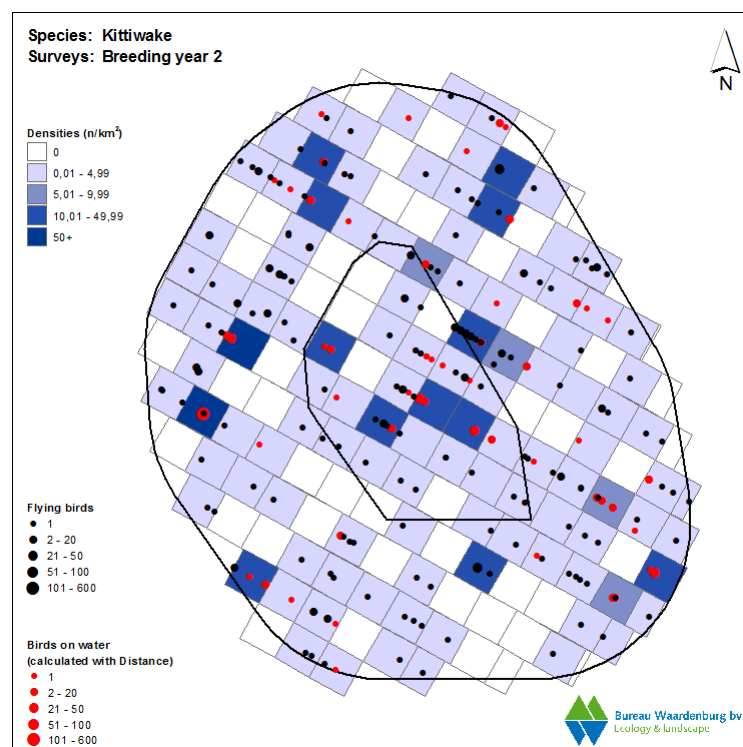 Species: Kittiwake
Surveys: Breeding year 2
N
Densities (n/km²)
0
0,01 - 4,99
5,01 - 9,99
10,01 - 49,99
50+
Flying birds
1
2 - 20
21 - 50
51 - 100
101 - 600
Birds on water
(calculated with Distance)
1
2 - 20
21 - 50
51 - 100
101 - 600
Bureau Waardenburg bv
Ecology & landscape